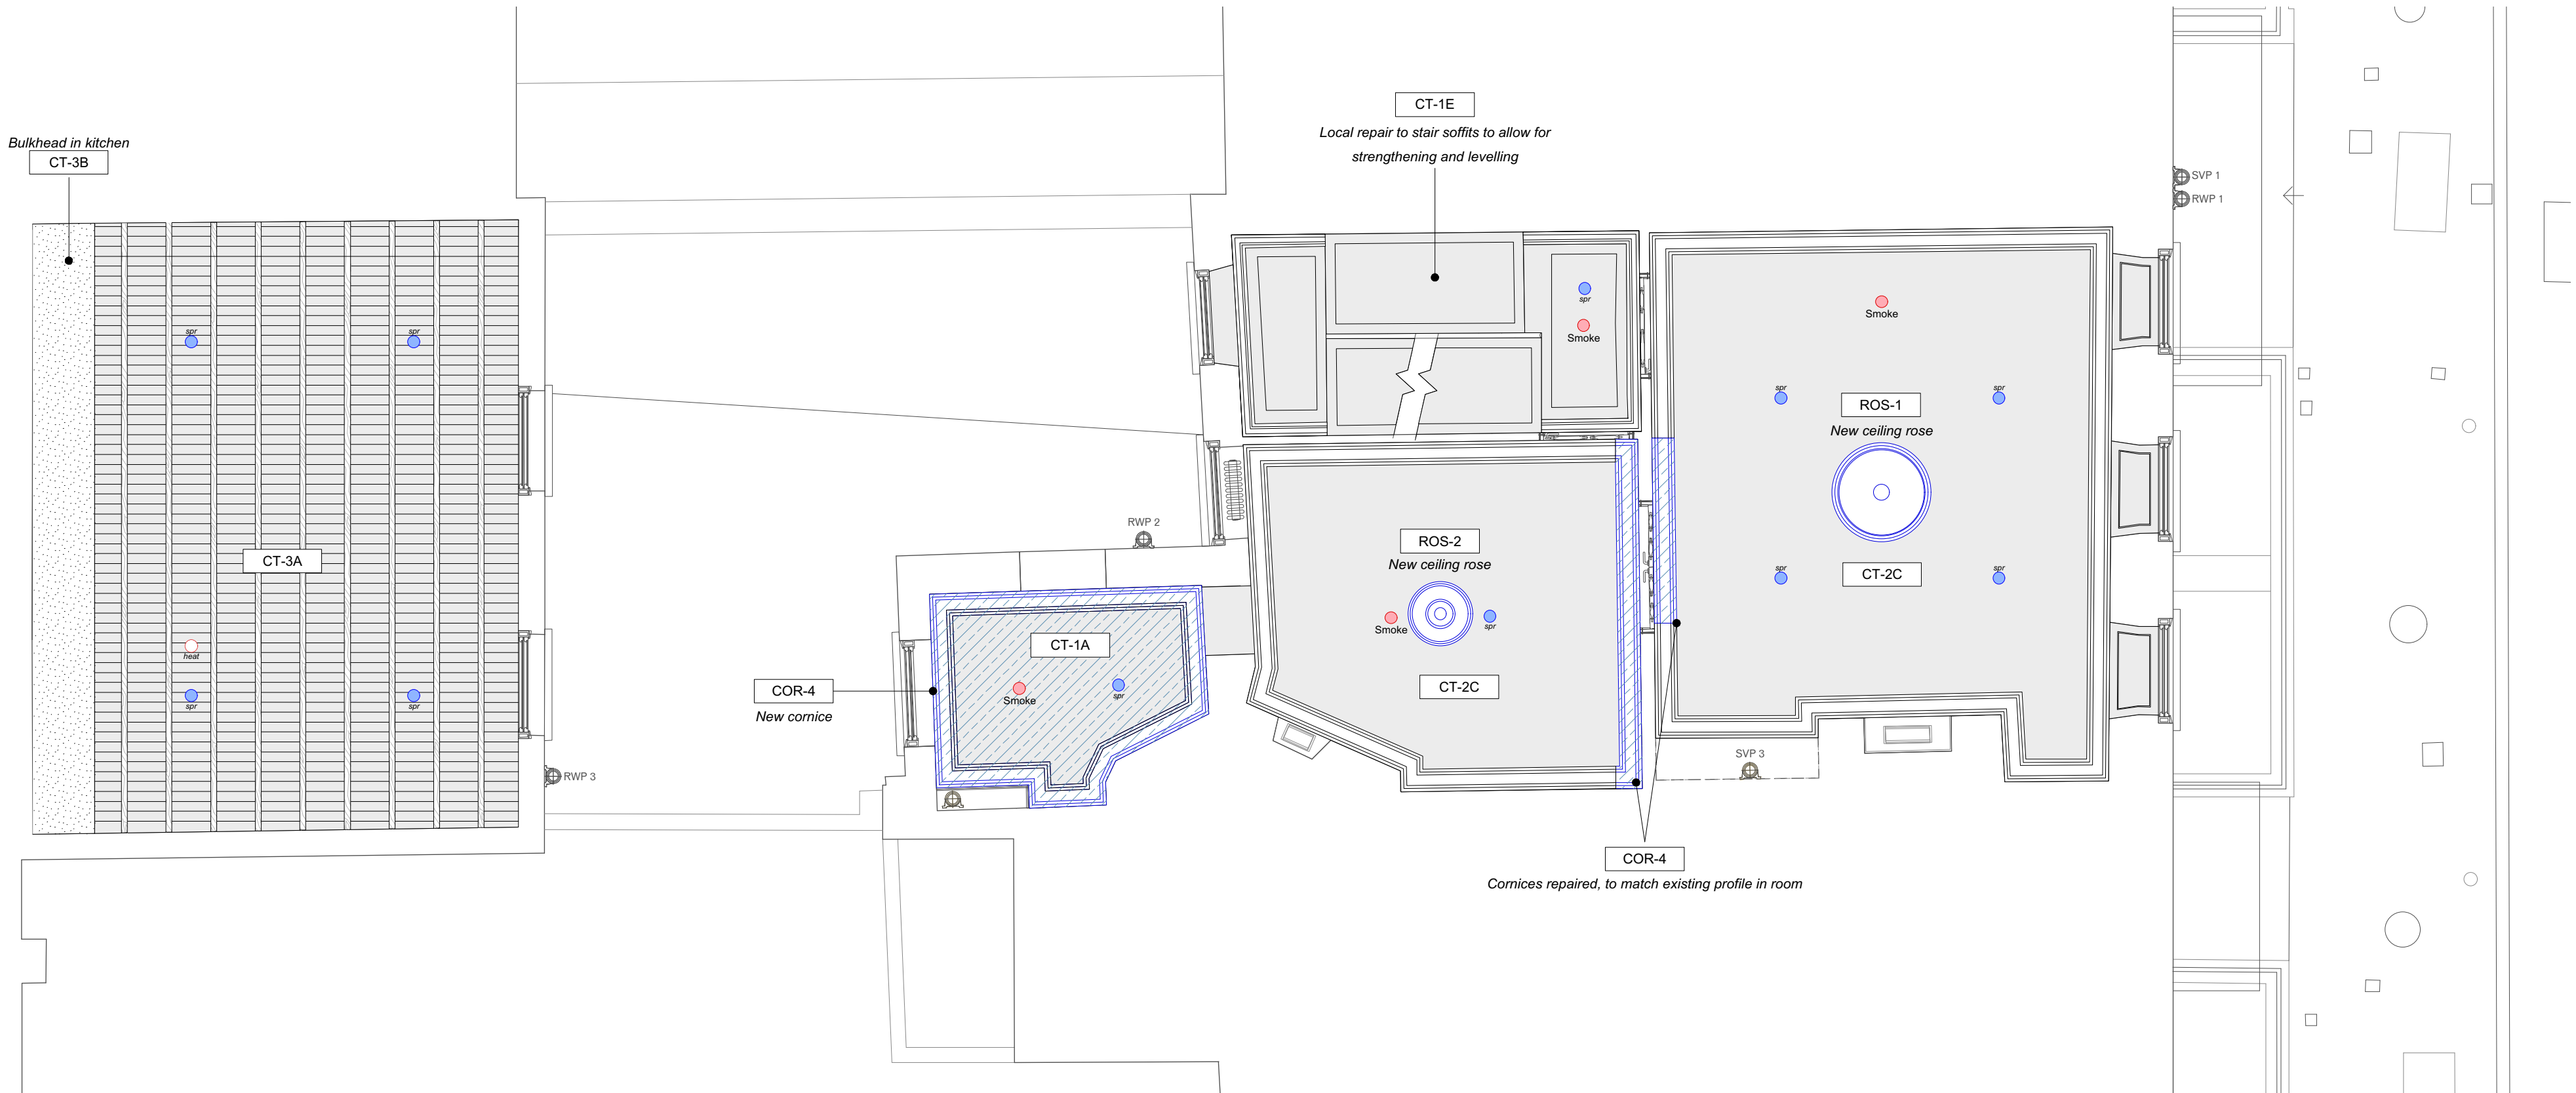 Bulkhead in kitchen
CT-3B
spr
spr
CT-3A
heat
spr
spr
RWP 3
COR-4
New cornice
CT-1A
Smoke
spr
RWP 2
CT-1E
Local repair to stair soffits to allow for
strengthening and levelling
spr
Smoke
ROS-2
New ceiling rose
Smoke
spr
CT-2C
Smoke
spr
spr
ROS-1
New ceiling rose
spr
CT-2C
spr
SVP 3
COR-4
Cornices repaired, to match existing profile in room
SVP 1
RWP 1